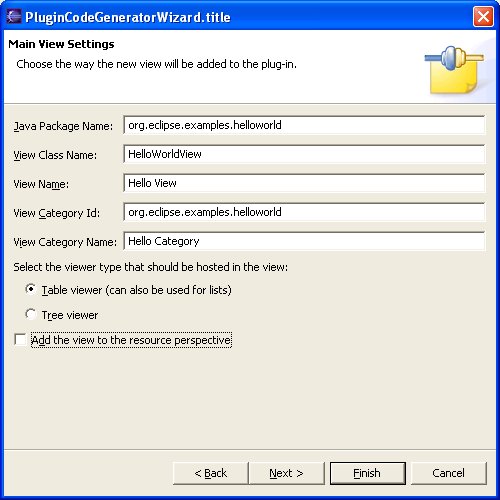 PluginCodeGeneratorWizard.title
Main View Settings
Choose the way the new view will be added to the plug-in.
Java Package Name: org.eclipse.examples.helloworld
View Class Name: HelloWorldView
View Name: Hello View
View Category Id: org.eclipse.examples.helloworld
View Category Name: Hello Category
Select the viewer type that should be hosted in the view:
Table viewer (can also be used for lists)
Tree viewer
Add the view to the resource perspective
< Back Next > Finish Cancel